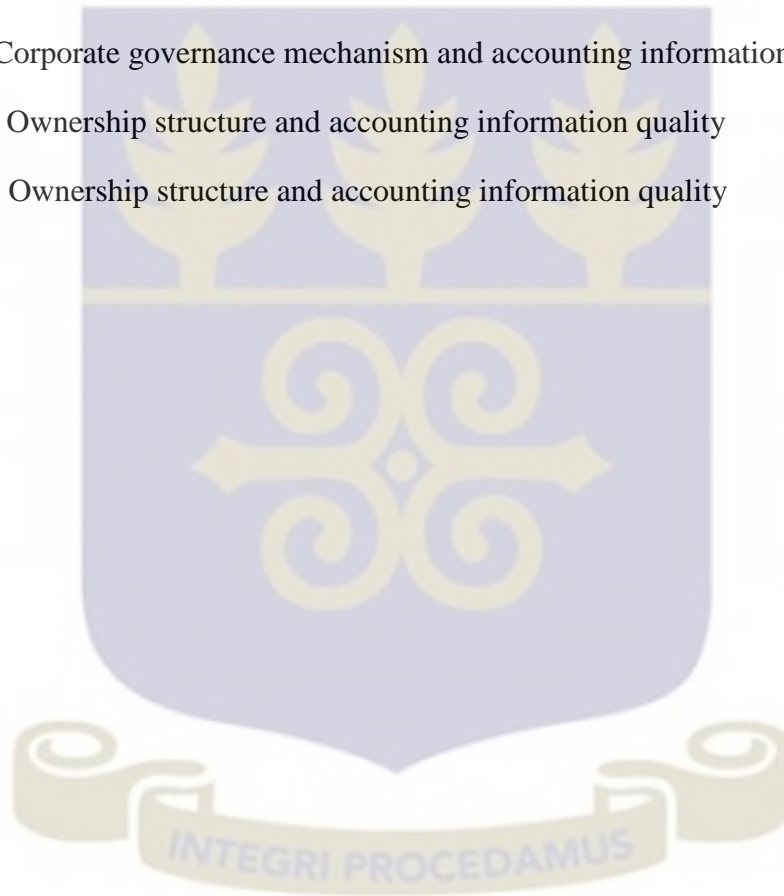 Corporate governance mechanism and accounting information
Ownership structure and accounting information quality
Ownership structure and accounting information quality
INTEGRI PROCEDAMUS